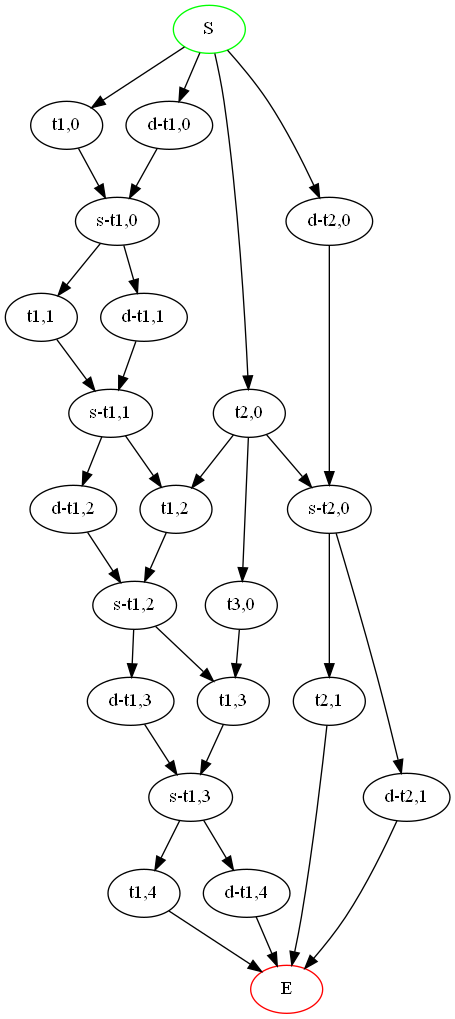 S
t1,0
d-t1,0
s-t1,0
d-t2,0
t1,1
d-t1,1
s-t1,1
t2,0
d-t1,2
t1,2
s-t2,0
s-t1,2
t3,0
d-t1,3
t1,3
t2,1
s-t1,3
d-t2,1
t1,4
d-t1,4
E